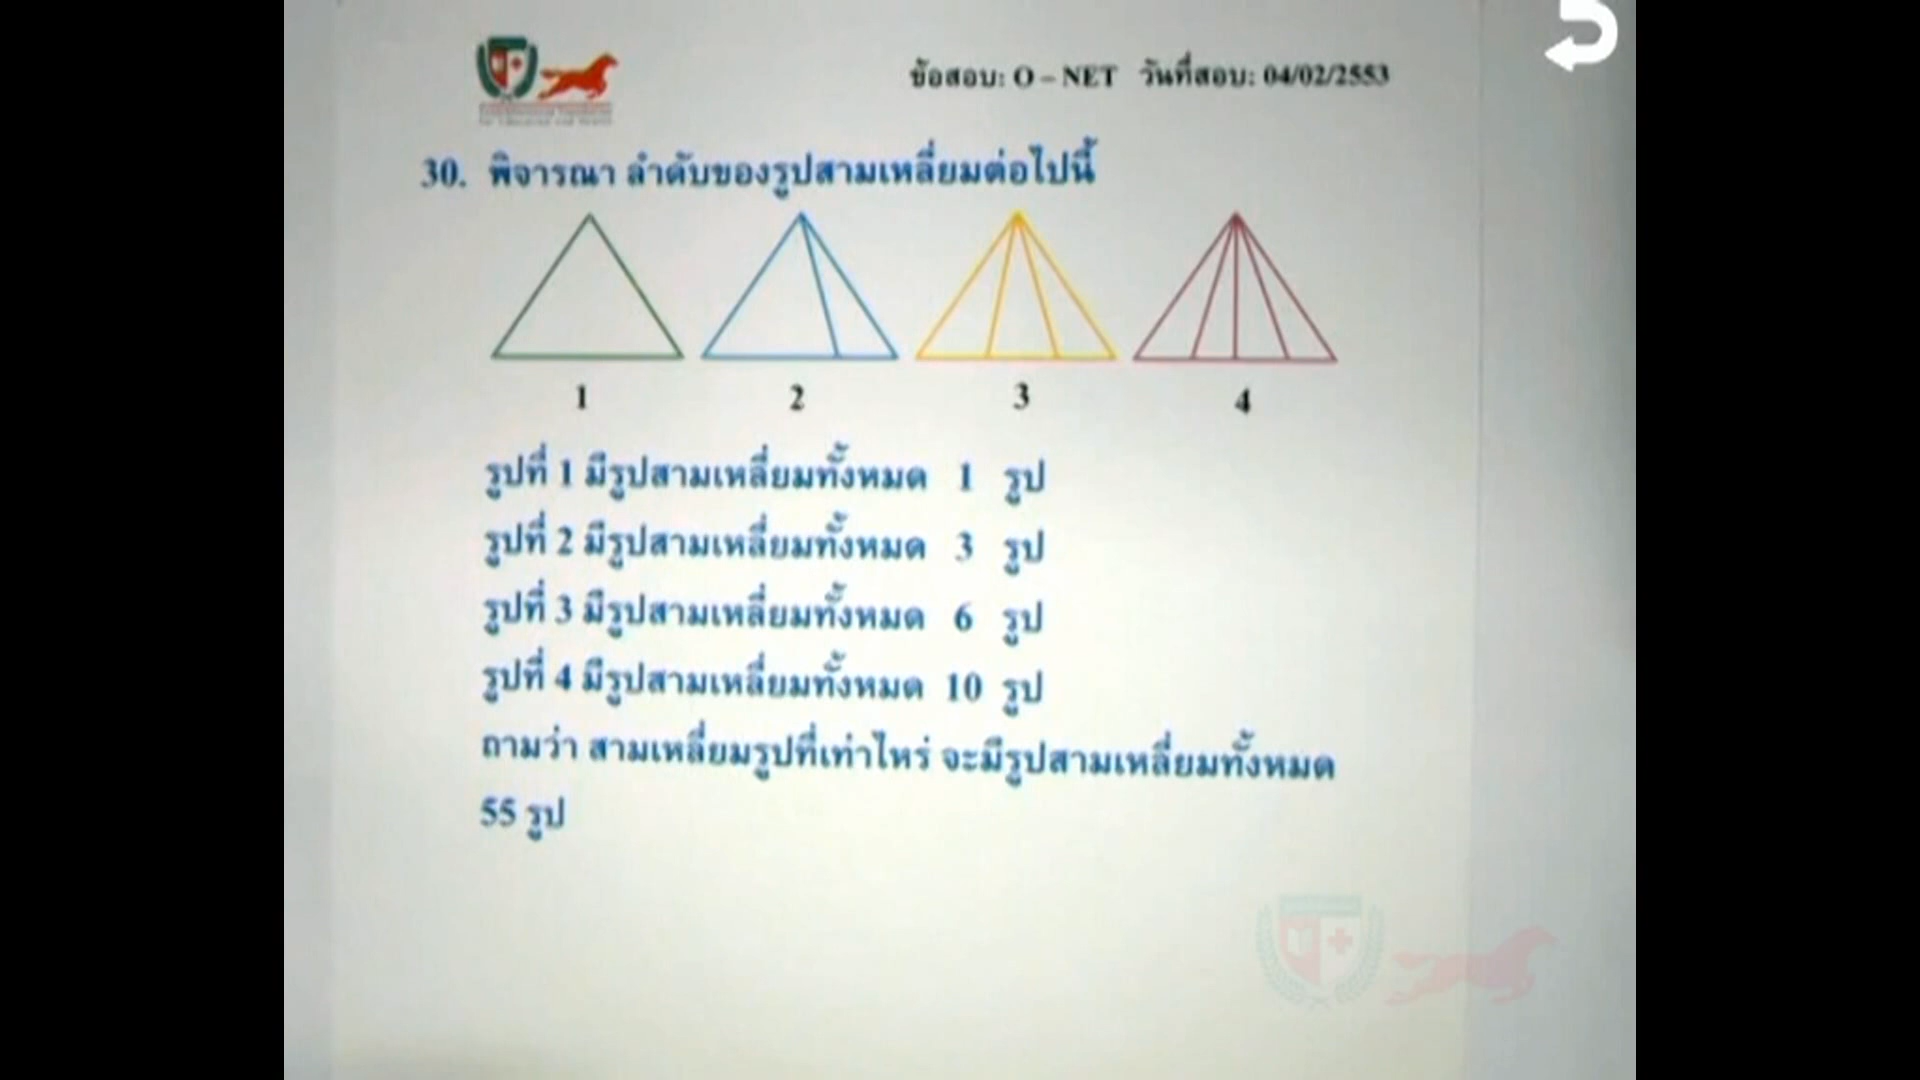 ข้อสอบ: O – NET วันที่สอบ: 04/02/2553
30. พิจารณา ลำดับของรูปสามเหลี่ยมต่อไปนี้
1 2 3 4
รูปที่ 1 มีรูปสามเหลี่ยมทั้งหมด 1 รูป
รูปที่ 2 มีรูปสามเหลี่ยมทั้งหมด 3 รูป
รูปที่ 3 มีรูปสามเหลี่ยมทั้งหมด 6 รูป
รูปที่ 4 มีรูปสามเหลี่ยมทั้งหมด 10 รูป
ถามว่า สามเหลี่ยมรูปที่เท่าไหร่ จะมีรูปสามเหลี่ยมทั้งหมด
55 รูป